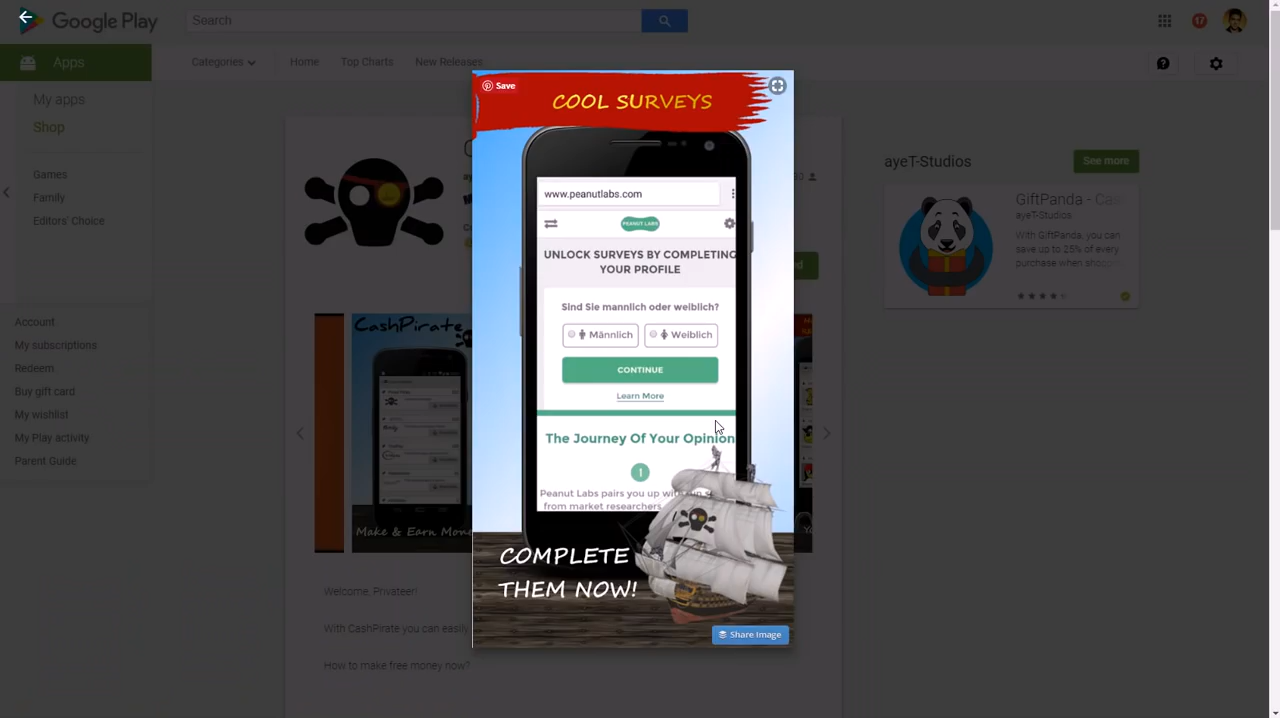 Google Play
Search
17
Apps
Categories
Home
Top Charts
New Releases
My apps
Shop
Games
Family
Editors' Choice
Account
My subscriptions
Redeem
Buy gift card
My wishlist
My Play activity
Parent Guide
Save
COOL SURVEYS
www.peanutlabs.com
PEANUT LABS
UNLOCK SURVEYS BY COMPLETING
YOUR PROFILE
Sind Sie mannlich oder weiblich?
Männlich
Weiblich
CONTINUE
Learn More
The Journey Of Your Opinion
1
Peanut Labs pairs you up with fun
from market researchers
COMPLETE
THEM NOW!
Share Image
CashPirate
Make & Earn Mone
Welcome, Privateer!
With CashPirate you can easily
How to make free money now?
ayeT-Studios
See more
GiftPanda - Cas
ayeT-Studios
With GiftPanda, you can
save up to 25% of every
purchase when shopp